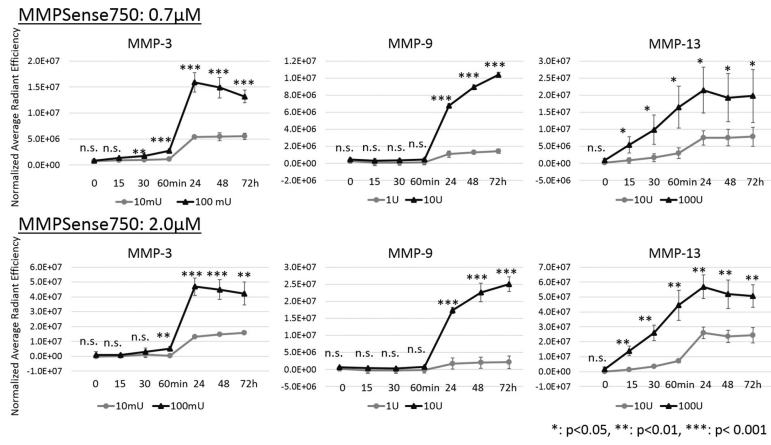 MMPSense750: 0.7µM
MMP-3
MMP-9
MMP-13
Normalized Average Radiant Efficiency
2.0E+07
1.5E+07
1.0E+07
5.0E+06
0.0E+00
n.s. n.s. ** *** *** *** ***
0 15 30 60min 24 48 72h
10mU 100 mU
1.2E+07
1.0E+07
8.0E+06
6.0E+06
4.0E+06
2.0E+06
0.0E+00
-2.0E+06
n.s. n.s. n.s. n.s. *** *** ***
0 15 30 60min 24 48 72h
1U 10U
3.0E+07
2.5E+07
2.0E+07
1.5E+07
1.0E+07
5.0E+06
0.0E+00
-5.0E+06
n.s. * * * * * *
0 15 30 60min 24 48 72h
10U 100U
MMPSense750: 2.0µM
MMP-3
MMP-9
MMP-13
Normalized Average Radiant Efficiency
6.0E+07
5.0E+07
4.0E+07
3.0E+07
2.0E+07
1.0E+07
0.0E+00
-1.0E+07
n.s. n.s. n.s. ** *** *** **
0 15 30 60min 24 48 72h
10mU 100mU
3.0E+07
2.5E+07
2.0E+07
1.5E+07
1.0E+07
5.0E+06
0.0E+00
-5.0E+06
n.s. n.s. n.s. n.s. *** *** ***
0 15 30 60min 24 48 72h
1U 10U
7.0E+07
6.0E+07
5.0E+07
4.0E+07
3.0E+07
2.0E+07
1.0E+07
0.0E+00
-1.0E+07
n.s. ** ** ** ** ** **
0 15 30 60min 24 48 72h
10U 100U
*: p<0.05, **: p<0.01, ***: p< 0.001